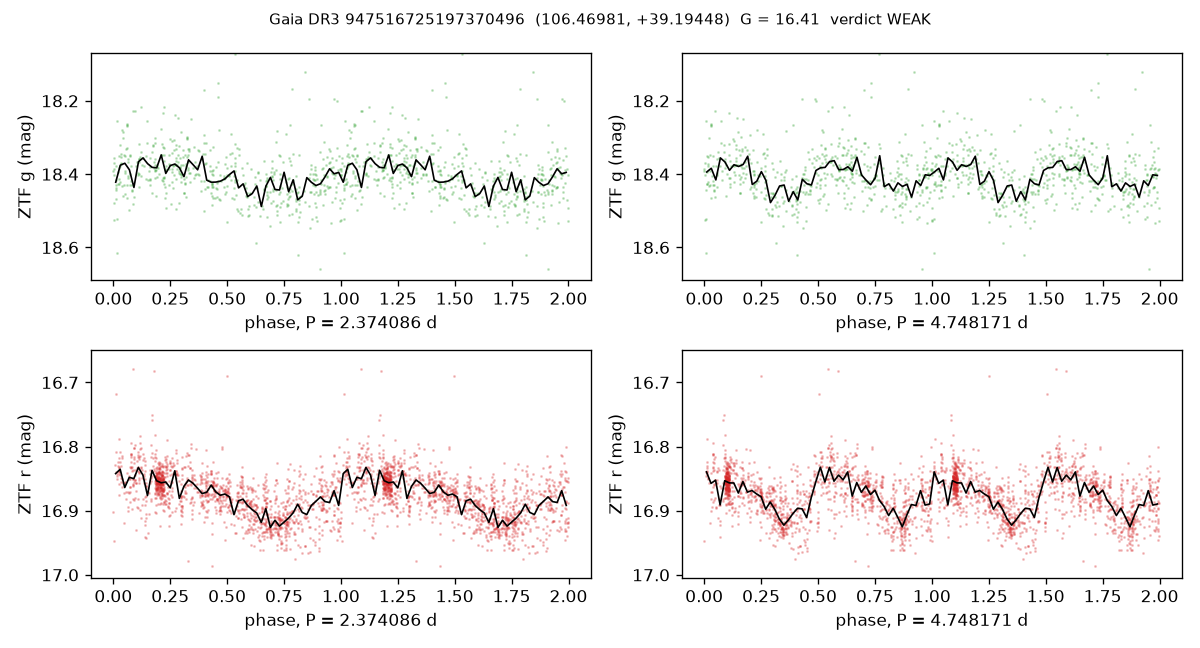 Gaia DR3 947516725197370496  (106.46981, +39.19448)  G = 16.41  verdict WEAK
ZTF g (mag)
18.2
18.4
18.6
0.00 0.25 0.50 0.75 1.00 1.25 1.50 1.75 2.00
phase, P = 2.374086 d
ZTF g (mag)
18.2
18.4
18.6
0.00 0.25 0.50 0.75 1.00 1.25 1.50 1.75 2.00
phase, P = 4.748171 d
ZTF r (mag)
16.7
16.8
16.9
17.0
0.00 0.25 0.50 0.75 1.00 1.25 1.50 1.75 2.00
phase, P = 2.374086 d
ZTF r (mag)
16.7
16.8
16.9
17.0
0.00 0.25 0.50 0.75 1.00 1.25 1.50 1.75 2.00
phase, P = 4.748171 d